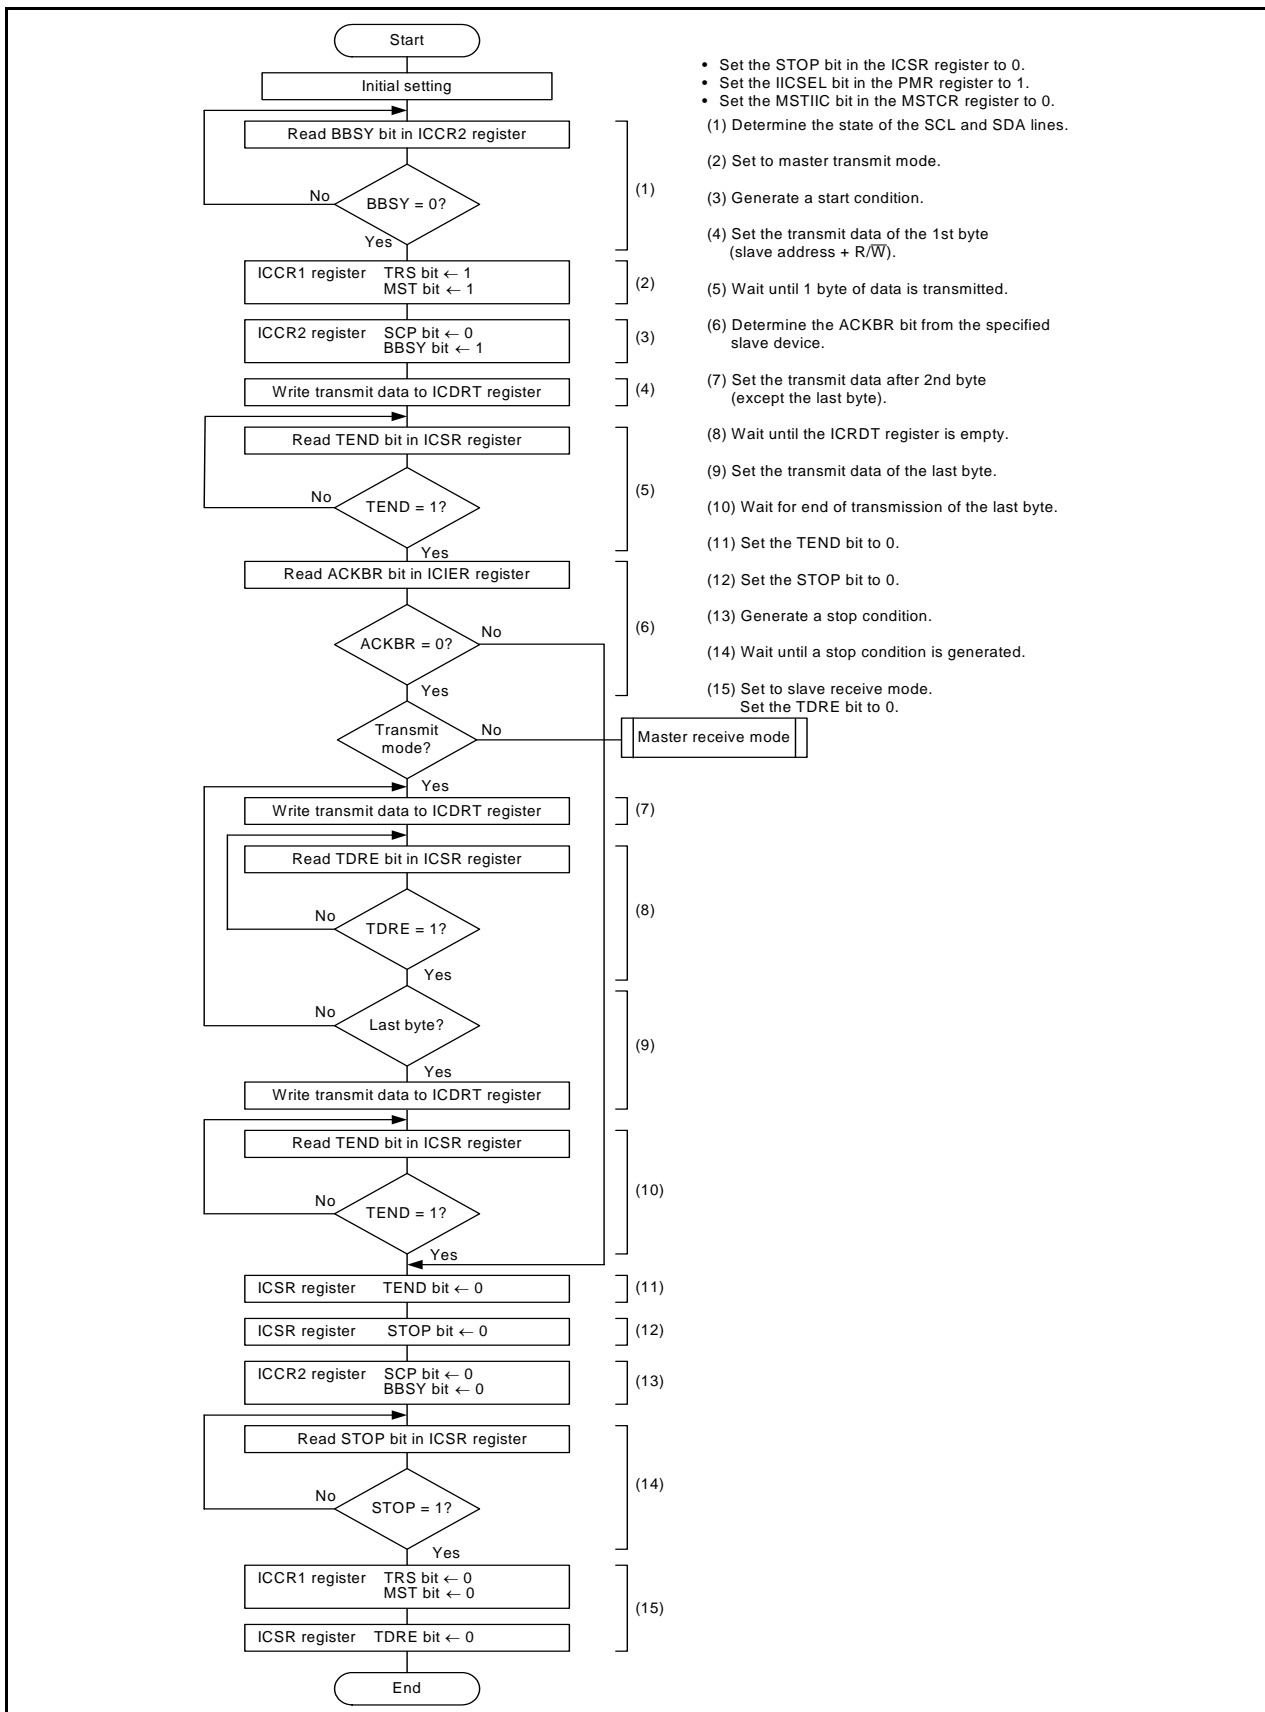 Start
Initial setting
Read BBSY bit in ICCR2 register
BBSY = 0?
No
Yes
(1)
ICCR1 register TRS bit ← 1
MST bit ← 1
(2)
ICCR2 register SCP bit ← 0
BBSY bit ← 1
(3)
Write transmit data to ICDRT register
(4)
Read TEND bit in ICSR register
TEND = 1?
No
Yes
(5)
Read ACKBR bit in ICIER register
ACKBR = 0?
No
Yes
(6)
Transmit
mode?
No
Yes
Master receive mode
Write transmit data to ICDRT register
(7)
Read TDRE bit in ICSR register
TDRE = 1?
No
Yes
(8)
Last byte?
No
Yes
(9)
Write transmit data to ICDRT register
Read TEND bit in ICSR register
TEND = 1?
No
Yes
(10)
ICSR register TEND bit ← 0
(11)
ICSR register STOP bit ← 0
(12)
ICCR2 register SCP bit ← 0
BBSY bit ← 0
(13)
Read STOP bit in ICSR register
STOP = 1?
No
Yes
(14)
ICCR1 register TRS bit ← 0
MST bit ← 0
(15)
ICSR register TDRE bit ← 0
End
• Set the STOP bit in the ICSR register to 0.
• Set the IICSEL bit in the PMR register to 1.
• Set the MSTIIC bit in the MSTCR register to 0.
(1) Determine the state of the SCL and SDA lines.
(2) Set to master transmit mode.
(3) Generate a start condition.
(4) Set the transmit data of the 1st byte
(slave address + R/W̅).
(5) Wait until 1 byte of data is transmitted.
(6) Determine the ACKBR bit from the specified
slave device.
(7) Set the transmit data after 2nd byte
(except the last byte).
(8) Wait until the ICRDT register is empty.
(9) Set the transmit data of the last byte.
(10) Wait for end of transmission of the last byte.
(11) Set the TEND bit to 0.
(12) Set the STOP bit to 0.
(13) Generate a stop condition.
(14) Wait until a stop condition is generated.
(15) Set to slave receive mode.
Set the TDRE bit to 0.